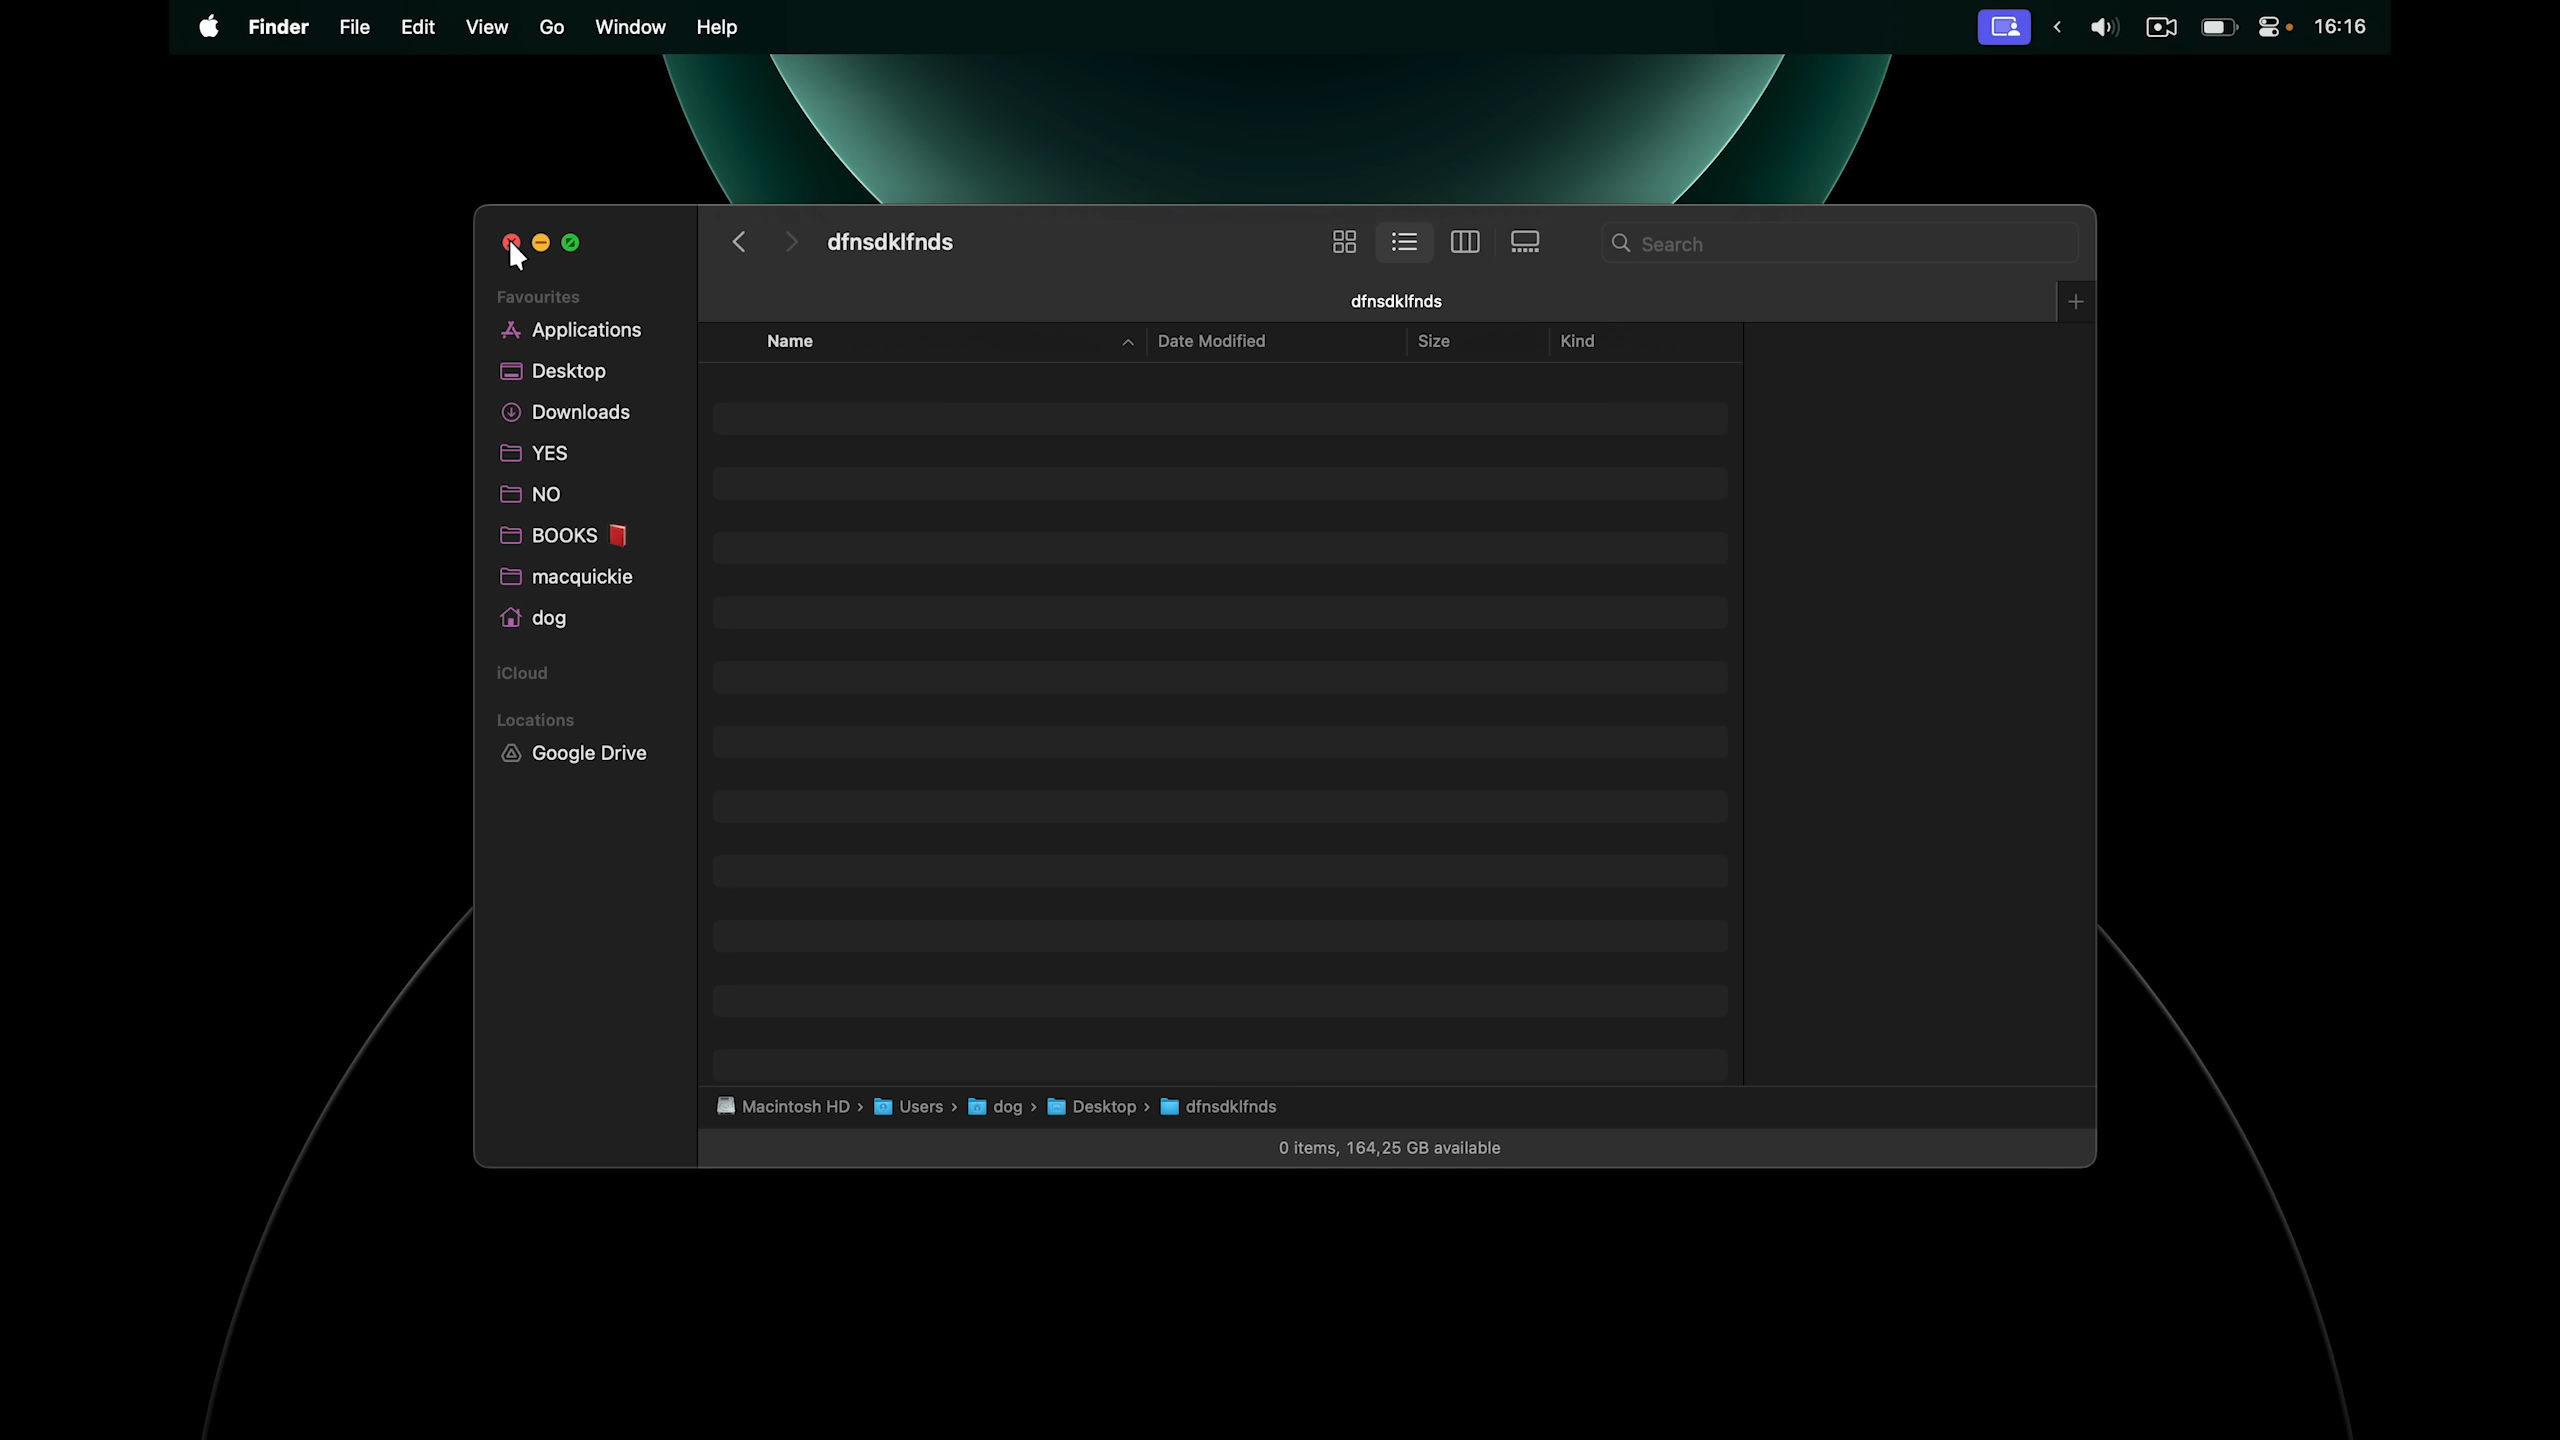 Finder File Edit View Go Window Help 16:16
dfnsdklfnds Search
dfnsdklfnds
Name Date Modified Size Kind
Favourites
Applications
Desktop
Downloads
YES
NO
BOOKS
macquickie
dog
iCloud
Locations
Google Drive
Macintosh HD › Users › dog › Desktop › dfnsdklfnds
0 items, 164,25 GB available